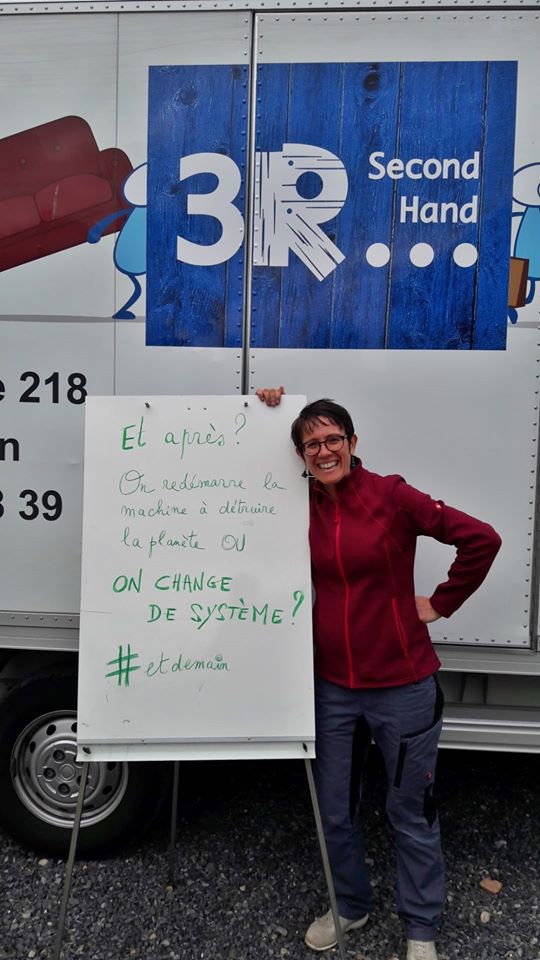 3R...
Second
Hand
218
n
3 39
Et après ?
On redémarre la
machine à détruire
la planète OU
ON CHANGE
DE SYSTÈME ?
#etdemain